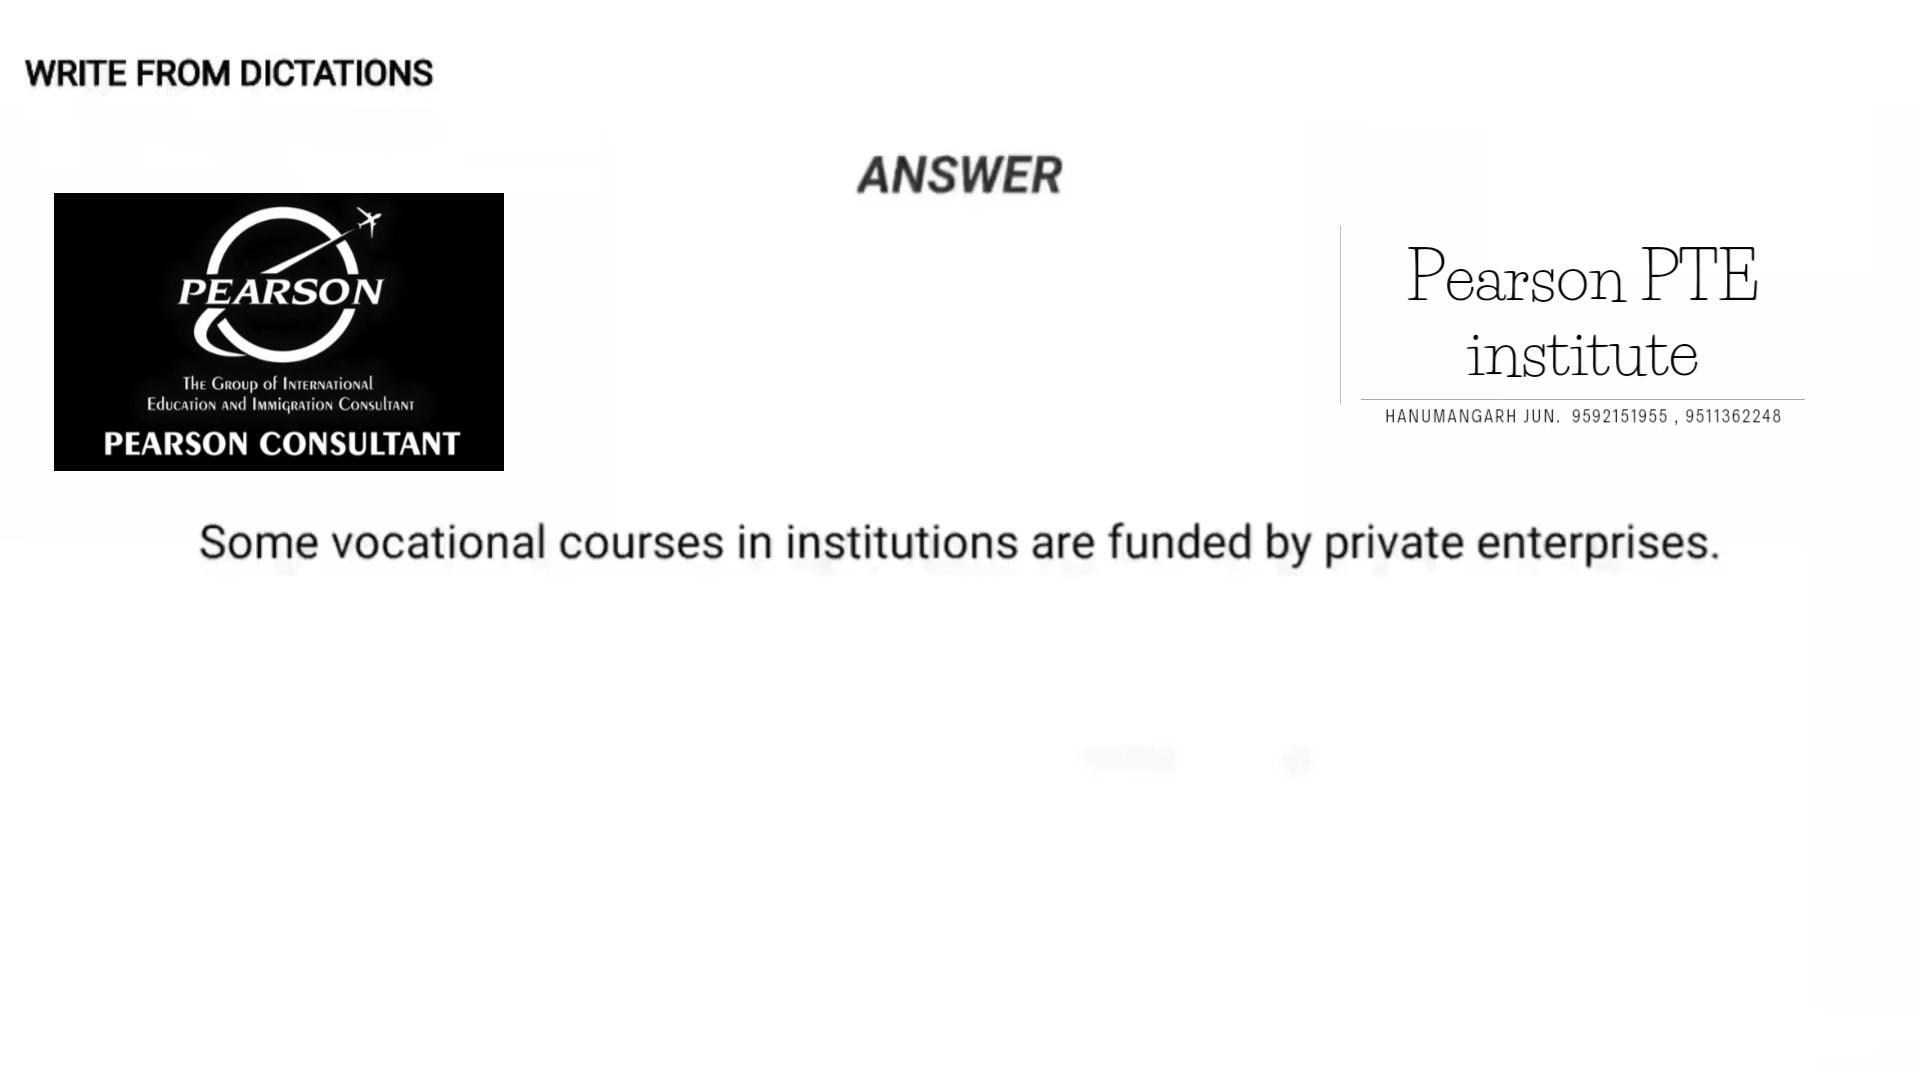 WRITE FROM DICTATIONS
ANSWER
PEARSON
The Group of International
Education and Immigration Consultant
PEARSON CONSULTANT
Pearson PTE
institute
HANUMANGARH JUN. 9592151955 , 9511362248
Some vocational courses in institutions are funded by private enterprises.